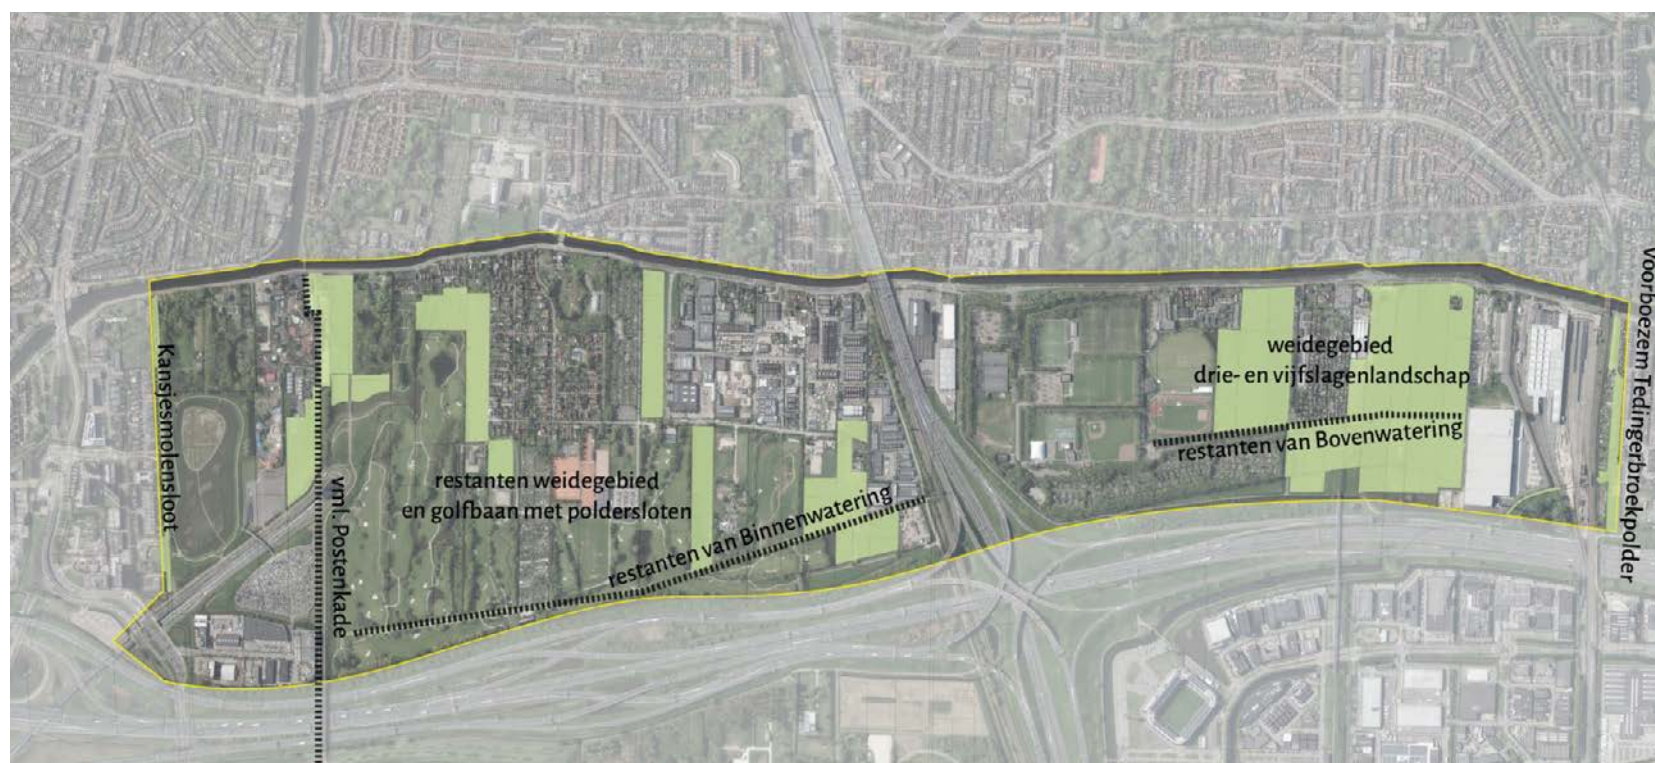 Kansjesmolensloot
vml. Postenkade
restanten weidegebied
en golfbaan met poldersloten
restanten van Binnenwatering
weidegebied
drie- en vijfslagenlandschap
restanten van Bovenwatering
Voorboezem Tedingerbroekpolder